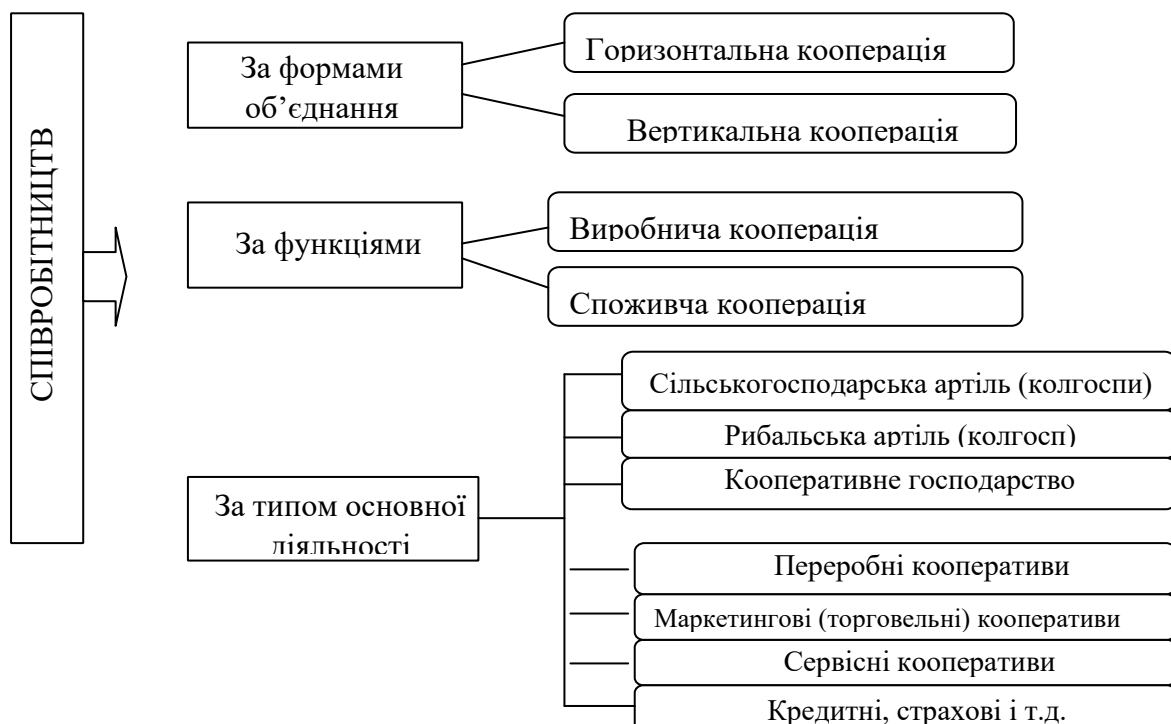 СПІВРОБІТНИЦТВ
За формами
об’єднання
Горизонтальна кооперація
Вертикальна кооперація
За функціями
Виробнича кооперація
Споживча кооперація
За типом основної
діяльності
Сільськогосподарська артіль (колгоспи)
Рибальська артіль (колгосп)
Кооперативне господарство
Переробні кооперативи
Маркетингові (торговельні) кооперативи
Сервісні кооперативи
Кредитні, страхові і т.д.